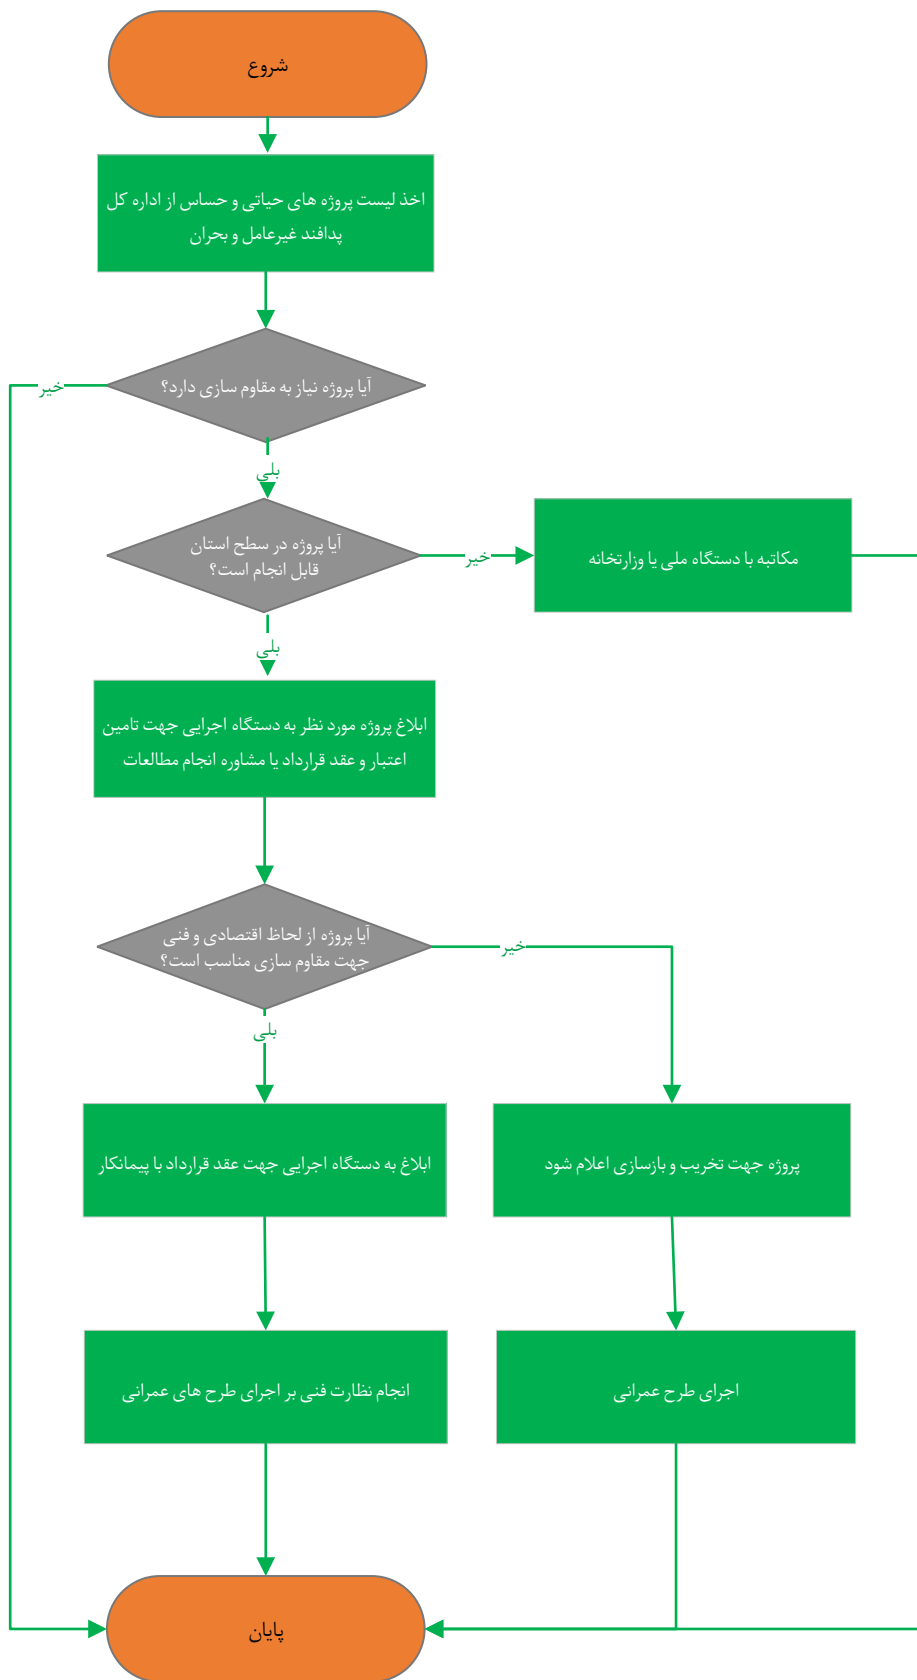 شروع
اخذ لیست پروژه های حیاتی و حساس از اداره کل
پدافند غیرعامل و بحران
آیا پروژه نیاز به مقاوم سازی دارد؟
خیر
بلی
آیا پروژه در سطح استان
قابل انجام است؟
خیر
مکاتبه با دستگاه ملی یا وزارتخانه
بلی
ابلاغ پروژه مورد نظر به دستگاه اجرایی جهت تامین
اعتبار و عقد قرارداد یا مشاوره انجام مطالعات
آیا پروژه از لحاظ اقتصادی و فنی
جهت مقاوم سازی مناسب است؟
خیر
بلی
ابلاغ به دستگاه اجرایی جهت عقد قرارداد با پیمانکار
پروژه جهت تخریب و بازسازی اعلام شود
انجام نظارت فنی بر اجرای طرح های عمرانی
اجرای طرح عمرانی
پایان